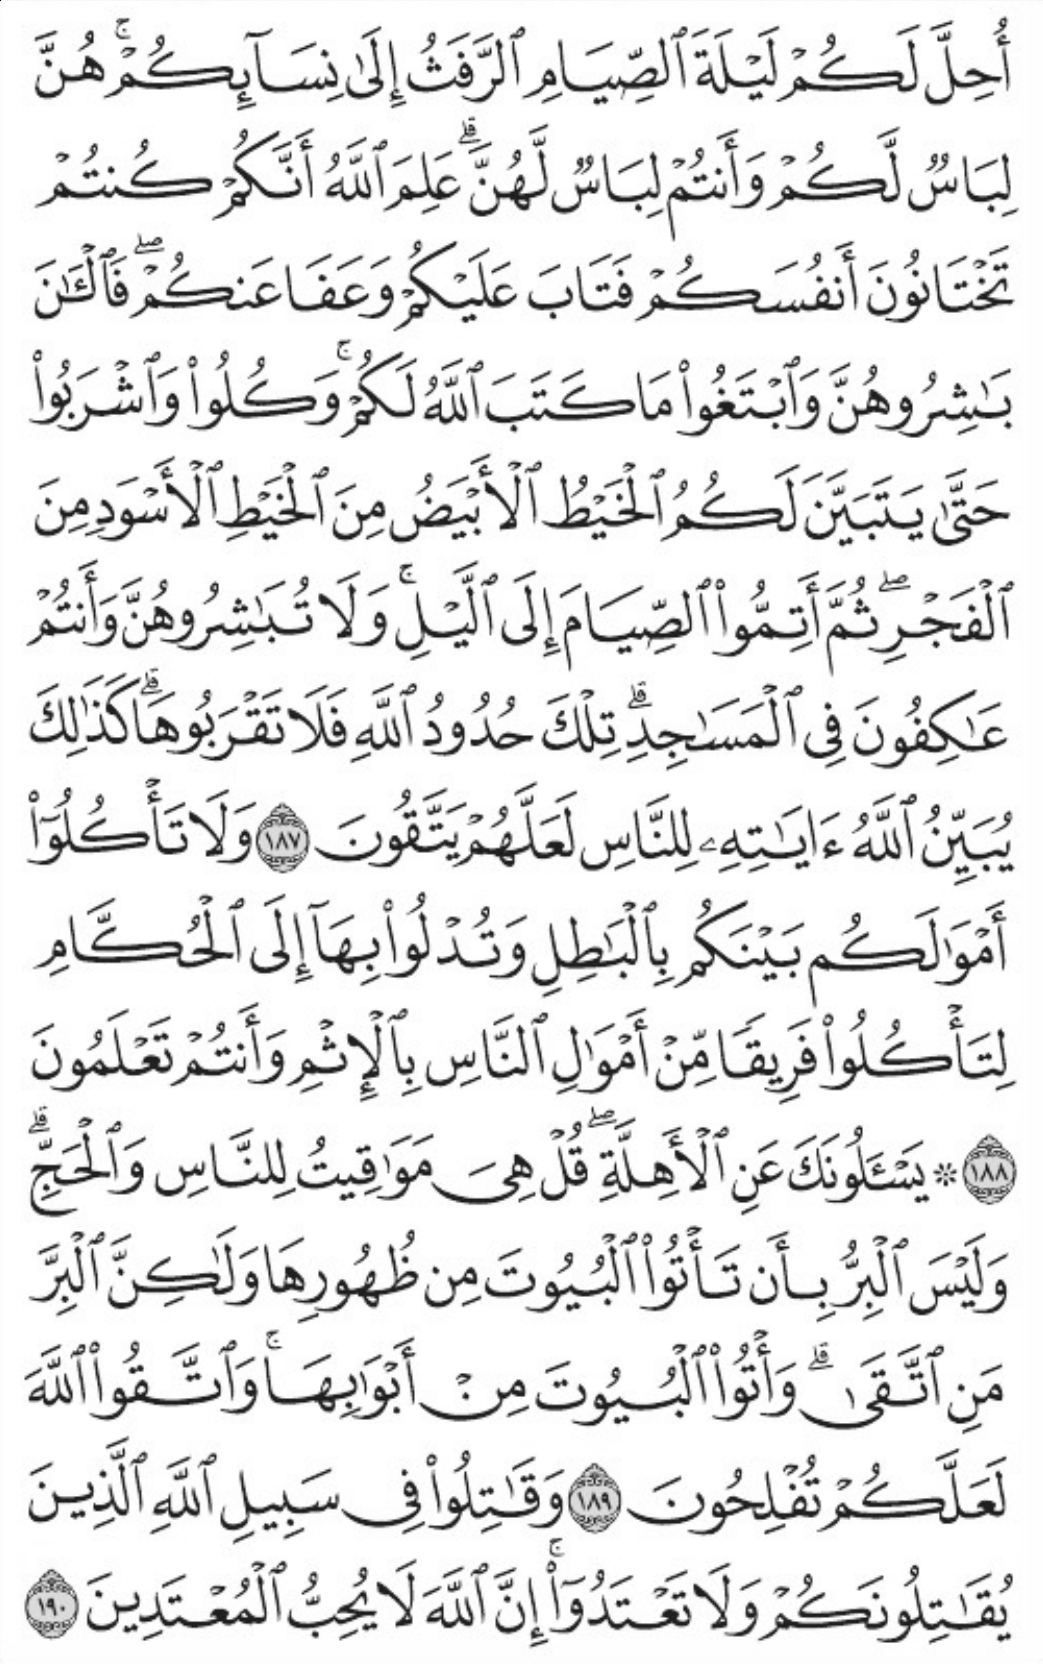 أُحِلَّ لَكُمْ لَيْلَةَ ٱلصِّيَامِ ٱلرَّفَثُ إِلَىٰ نِسَآئِكُمْ ۚ هُنَّ
لِبَاسٌ لَّكُمْ وَأَنتُمْ لِبَاسٌ لَّهُنَّ ۗ عَلِمَ ٱللَّهُ أَنَّكُمْ كُنتُمْ
تَخْتَانُونَ أَنفُسَكُمْ فَتَابَ عَلَيْكُمْ وَعَفَا عَنكُمْ ۖ فَٱلْـَٰٔنَ
بَـٰشِرُوهُنَّ وَٱبْتَغُوا۟ مَا كَتَبَ ٱللَّهُ لَكُمْ ۚ وَكُلُوا۟ وَٱشْرَبُوا۟
حَتَّىٰ يَتَبَيَّنَ لَكُمُ ٱلْخَيْطُ ٱلْأَبْيَضُ مِنَ ٱلْخَيْطِ ٱلْأَسْوَدِ مِنَ
ٱلْفَجْرِ ۖ ثُمَّ أَتِمُّوا۟ ٱلصِّيَامَ إِلَى ٱلَّيْلِ ۚ وَلَا تُبَـٰشِرُوهُنَّ وَأَنتُمْ
عَـٰكِفُونَ فِى ٱلْمَسَـٰجِدِ ۗ تِلْكَ حُدُودُ ٱللَّهِ فَلَا تَقْرَبُوهَا ۗ كَذَٰلِكَ
يُبَيِّنُ ٱللَّهُ ءَايَـٰتِهِۦ لِلنَّاسِ لَعَلَّهُمْ يَتَّقُونَ ١٨٧ وَلَا تَأْكُلُوٓا۟
أَمْوَٰلَكُم بَيْنَكُم بِٱلْبَـٰطِلِ وَتُدْلُوا۟ بِهَآ إِلَى ٱلْحُكَّامِ
لِتَأْكُلُوا۟ فَرِيقًا مِّنْ أَمْوَٰلِ ٱلنَّاسِ بِٱلْإِثْمِ وَأَنتُمْ تَعْلَمُونَ
١٨٨ ۞ يَسْـَٔلُونَكَ عَنِ ٱلْأَهِلَّةِ ۖ قُلْ هِىَ مَوَٰقِيتُ لِلنَّاسِ وَٱلْحَجِّ ۗ
وَلَيْسَ ٱلْبِرُّ بِأَن تَأْتُوا۟ ٱلْبُيُوتَ مِن ظُهُورِهَا وَلَـٰكِنَّ ٱلْبِرَّ
مَنِ ٱتَّقَىٰ ۗ وَأْتُوا۟ ٱلْبُيُوتَ مِنْ أَبْوَٰبِهَا ۚ وَٱتَّقُوا۟ ٱللَّهَ
لَعَلَّكُمْ تُفْلِحُونَ ١٨٩ وَقَـٰتِلُوا۟ فِى سَبِيلِ ٱللَّهِ ٱلَّذِينَ
يُقَـٰتِلُونَكُمْ وَلَا تَعْتَدُوٓا۟ ۚ إِنَّ ٱللَّهَ لَا يُحِبُّ ٱلْمُعْتَدِينَ ١٩٠